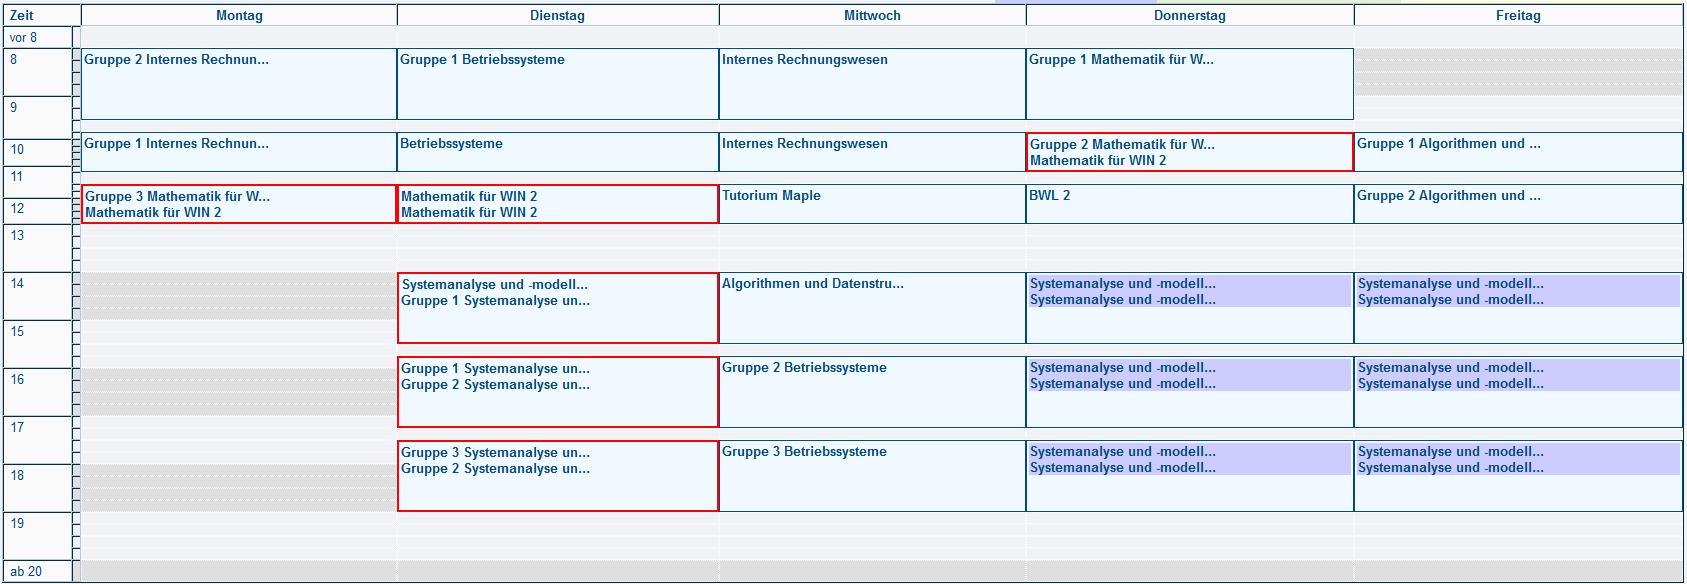 Zeit Montag Dienstag Mittwoch Donnerstag Freitag
vor 8
8 Gruppe 2 Internes Rechnun... Gruppe 1 Betriebssysteme Internes Rechnungswesen Gruppe 1 Mathematik für W...
9
10 Gruppe 1 Internes Rechnun... Betriebssysteme Internes Rechnungswesen Gruppe 2 Mathematik für W... Gruppe 1 Algorithmen und ...
Mathematik für WIN 2
11
Gruppe 3 Mathematik für W... Mathematik für WIN 2 Tutorium Maple BWL 2 Gruppe 2 Algorithmen und ...
12 Mathematik für WIN 2 Mathematik für WIN 2
13
14 Systemanalyse und -modell... Algorithmen und Datenstru... Systemanalyse und -modell... Systemanalyse und -modell...
Gruppe 1 Systemanalyse un... Systemanalyse und -modell... Systemanalyse und -modell...
15
Gruppe 1 Systemanalyse un... Gruppe 2 Betriebssysteme Systemanalyse und -modell... Systemanalyse und -modell...
16 Gruppe 2 Systemanalyse un... Systemanalyse und -modell... Systemanalyse und -modell...
17
Gruppe 3 Systemanalyse un... Gruppe 3 Betriebssysteme Systemanalyse und -modell... Systemanalyse und -modell...
18 Gruppe 2 Systemanalyse un... Systemanalyse und -modell... Systemanalyse und -modell...
19
ab 20